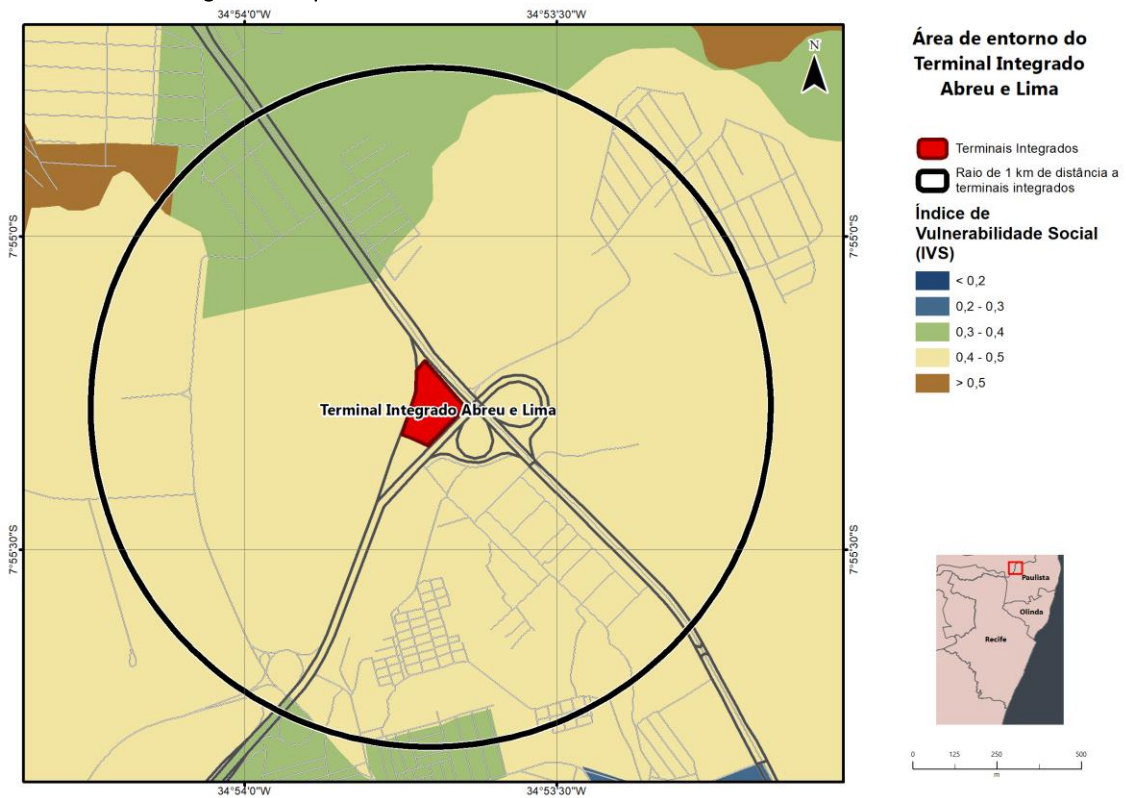 34°54'0"W
34°53'30"W
N
Área de entorno do
Terminal Integrado
Abreu e Lima
Terminais Integrados
Raio de 1 km de distância a
terminais integrados
Índice de
Vulnerabilidade Social
(IVS)
< 0,2
0,2 - 0,3
0,3 - 0,4
0,4 - 0,5
> 0,5
7°55'0"S
7°55'0"S
Terminal Integrado Abreu e Lima
7°55'30"S
7°55'30"S
Paulista
Olinda
Recife
0
125
250
500
m
34°54'0"W
34°53'30"W